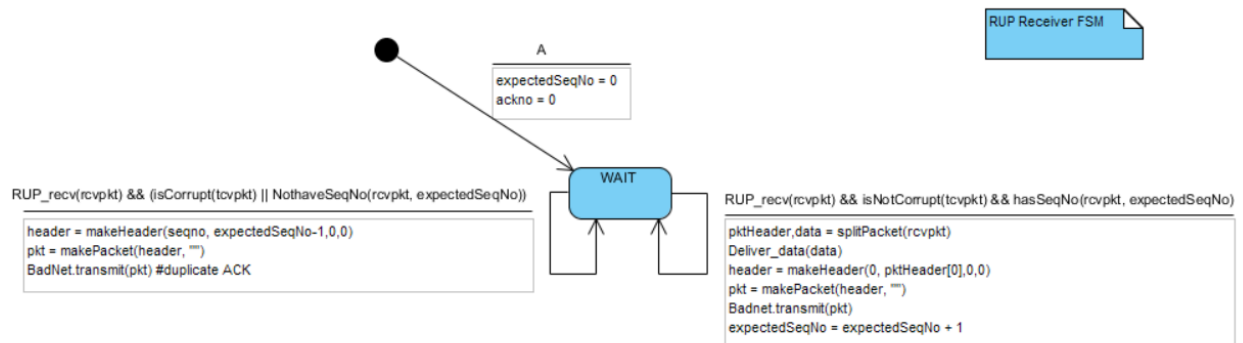 RUP Receiver FSM
A
expectedSeqNo = 0
ackno = 0
WAIT
RUP_recv(rcvpkt) && (isCorrupt(tcvpkt) || NothaveSeqNo(rcvpkt, expectedSeqNo))
header = makeHeader(seqno, expectedSeqNo-1,0,0)
pkt = makePacket(header, "")
BadNet.transmit(pkt) #duplicate ACK
RUP_recv(rcvpkt) && isNotCorrupt(tcvpkt) && hasSeqNo(rcvpkt, expectedSeqNo)
pktHeader,data = splitPacket(rcvpkt)
Deliver_data(data)
header = makeHeader(0, pktHeader[0],0,0)
pkt = makePacket(header, "")
Badnet.transmit(pkt)
expectedSeqNo = expectedSeqNo + 1